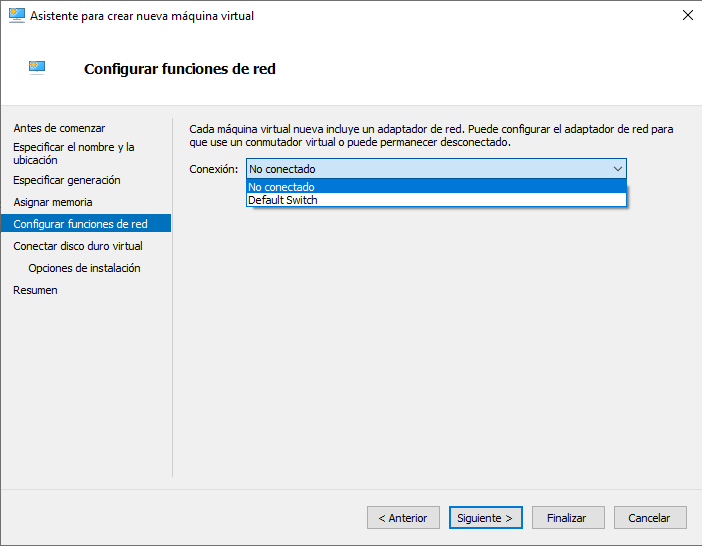 Asistente para crear nueva máquina virtual
Configurar funciones de red
Antes de comenzar
Especificar el nombre y la
ubicación
Especificar generación
Asignar memoria
Configurar funciones de red
Conectar disco duro virtual
Opciones de instalación
Resumen
Cada máquina virtual nueva incluye un adaptador de red. Puede configurar el adaptador de red para
que use un conmutador virtual o puede permanecer desconectado.
Conexión: No conectado
No conectado
Default Switch
< Anterior
Siguiente >
Finalizar
Cancelar